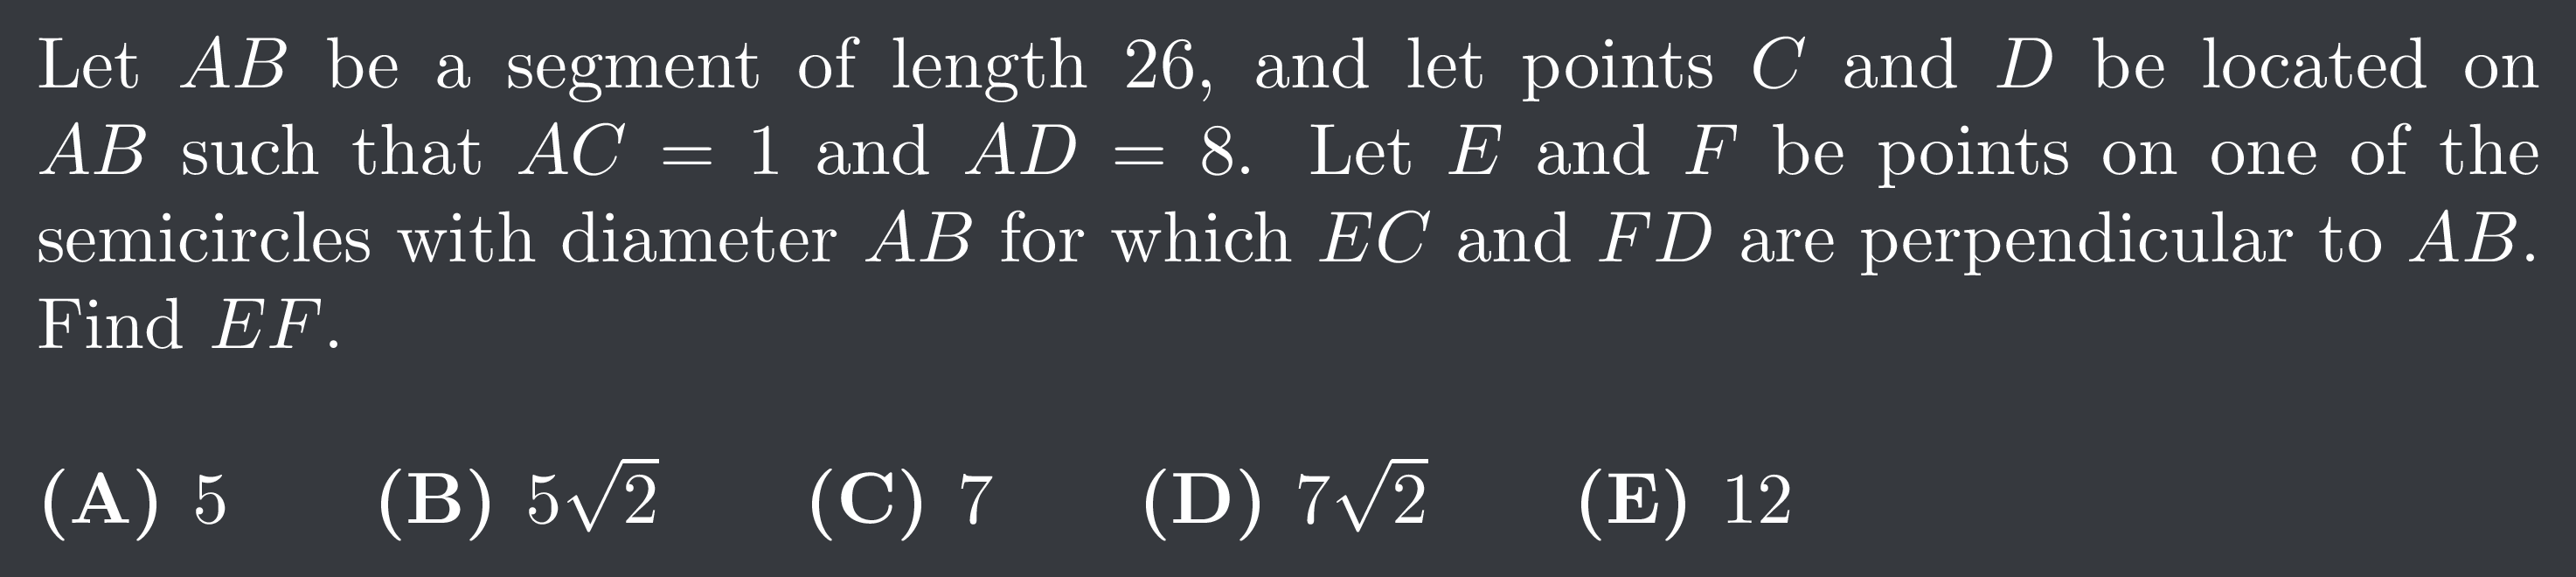 Let AB be a segment of length 26, and let points C and D be located on
AB such that AC = 1 and AD = 8. Let E and F be points on one of the
semicircles with diameter AB for which EC and FD are perpendicular to AB.
Find EF.
(A) 5 (B) 5√2 (C) 7 (D) 7√2 (E) 12